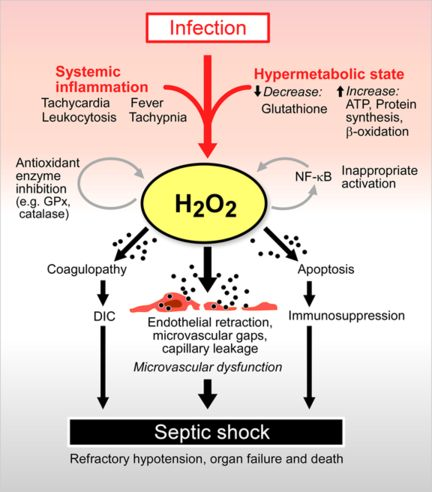 Infection
Systemic
inflammation
Tachycardia Fever
Leukocytosis Tachypnia
Hypermetabolic state
Decrease:
Glutathione
Increase:
ATP, Protein
synthesis,
β-oxidation
Antioxidant
enzyme
inhibition
(e.g. GPx,
catalase)
H2O2
NF-κB
Inappropriate
activation
Coagulopathy
Apoptosis
DIC
Endothelial retraction,
microvascular gaps,
capillary leakage
Microvascular dysfunction
Immunosuppression
Septic shock
Refractory hypotension, organ failure and death